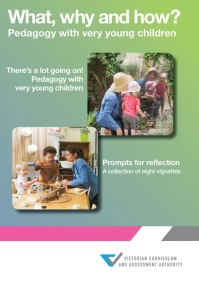 What, why and how?
Pedagogy with very young children
There's a lot going on!
Pedagogy with
very young children
Prompts for reflection
A collection of eight vignettes
VICTORIAN CURRICULUM
AND ASSESSMENT AUTHORITY